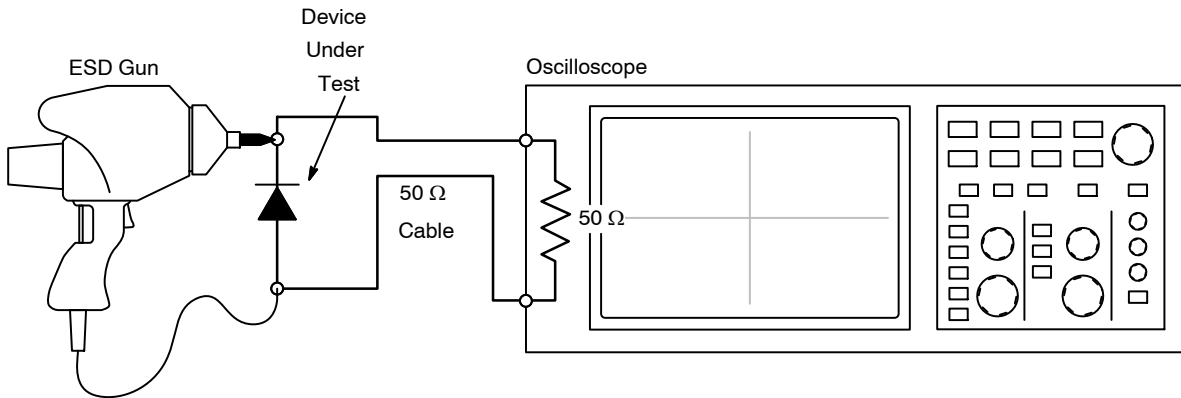 Device
Under
Test
ESD Gun
Oscilloscope
50 Ω
Cable
50 Ω